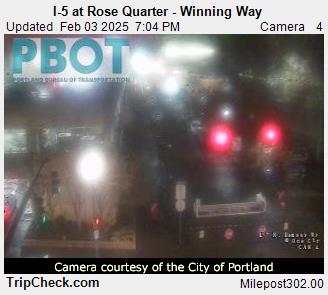 I-5 at Rose Quarter - Winning Way
Updated Feb 03 2025 7:04 PM Camera 4
PBOT
PORTLAND BUREAU OF TRANSPORTATION
Camera courtesy of the City of Portland
TripCheck.com Milepost302.00